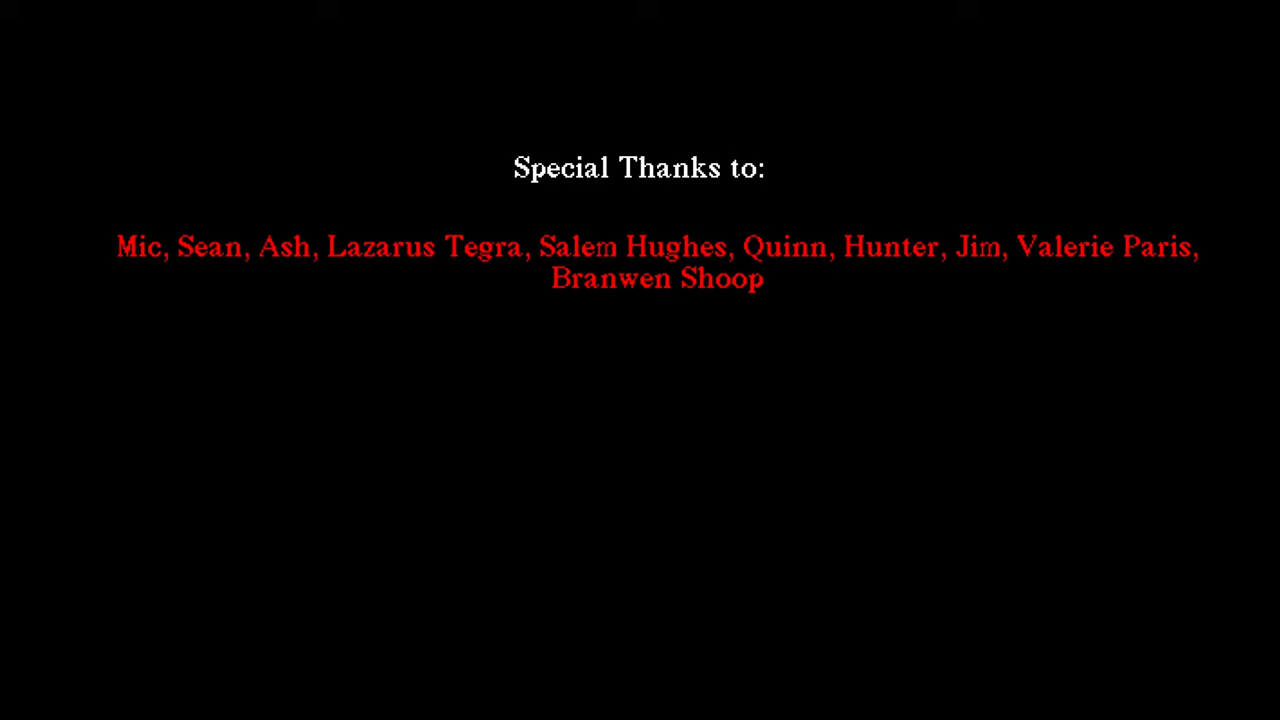 Special Thanks to:
Mic, Sean, Ash, Lazarus Tegra, Salem Hughes, Quinn, Hunter, Jim, Valerie Paris,
Branwen Shoop